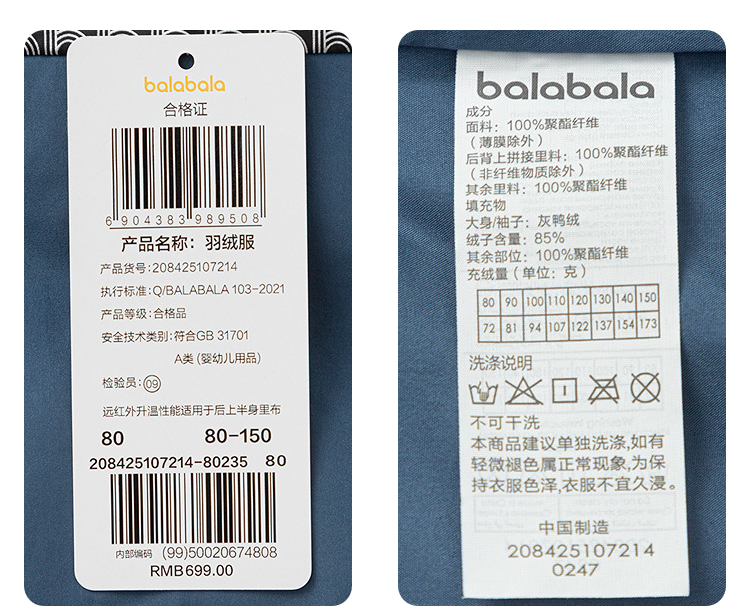 balabala
合格证
6 904383 989508
产品名称：羽绒服
产品货号:208425107214
执行标准:Q/BALABALA 103-2021
产品等级:合格品
安全技术类别:符合GB 31701
A类 (婴幼儿用品)
检验员:09
远红外升温性能适用于后上半身里布
80 80-150
208425107214-80235 80
内部编码 (99)50020674808
RMB699.00
balabala
成分
面料：100%聚酯纤维
（薄膜除外）
后背上拼接里料：100%聚酯纤维
（非纤维物质除外）
其余里料：100%聚酯纤维
填充物
大身/袖子：灰鸭绒
绒子含量：85%
其余部位：100%聚酯纤维
充绒量（单位：克）
80 90 100 110 120 130 140 150
72 81 94 107 122 137 154 173
洗涤说明
不可干洗
本商品建议单独洗涤,如有
轻微褪色属正常现象,为保
持衣服色泽,衣服不宜久浸。
中国制造
208425107214
0247